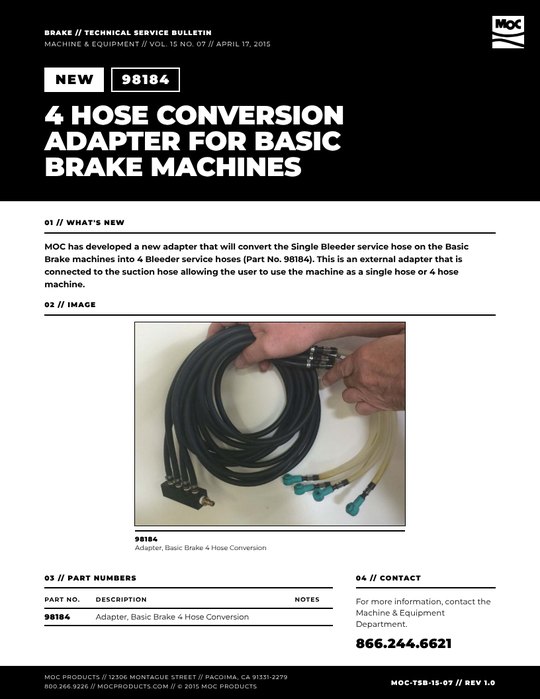 BRAKE // TECHNICAL SERVICE BULLETIN
MACHINE & EQUIPMENT // VOL. 15 NO. 07 // APRIL 17, 2015
MOC
NEW 98184
4 HOSE CONVERSION
ADAPTER FOR BASIC
BRAKE MACHINES
01 // WHAT'S NEW
MOC has developed a new adapter that will convert the Single Bleeder service hose on the Basic
Brake machines into 4 Bleeder service hoses (Part No. 98184). This is an external adapter that is
connected to the suction hose allowing the user to use the machine as a single hose or 4 hose
machine.
02 // IMAGE
98184
Adapter, Basic Brake 4 Hose Conversion
03 // PART NUMBERS
PART NO. DESCRIPTION NOTES
98184 Adapter, Basic Brake 4 Hose Conversion
04 // CONTACT
For more information, contact the
Machine & Equipment
Department.
866.244.6621
MOC PRODUCTS // 12306 MONTAGUE STREET // PACOIMA, CA 91331-2279
800.266.9226 // MOCPRODUCTS.COM // © 2015 MOC PRODUCTS
MOC-TSB-15-07 // REV 1.0